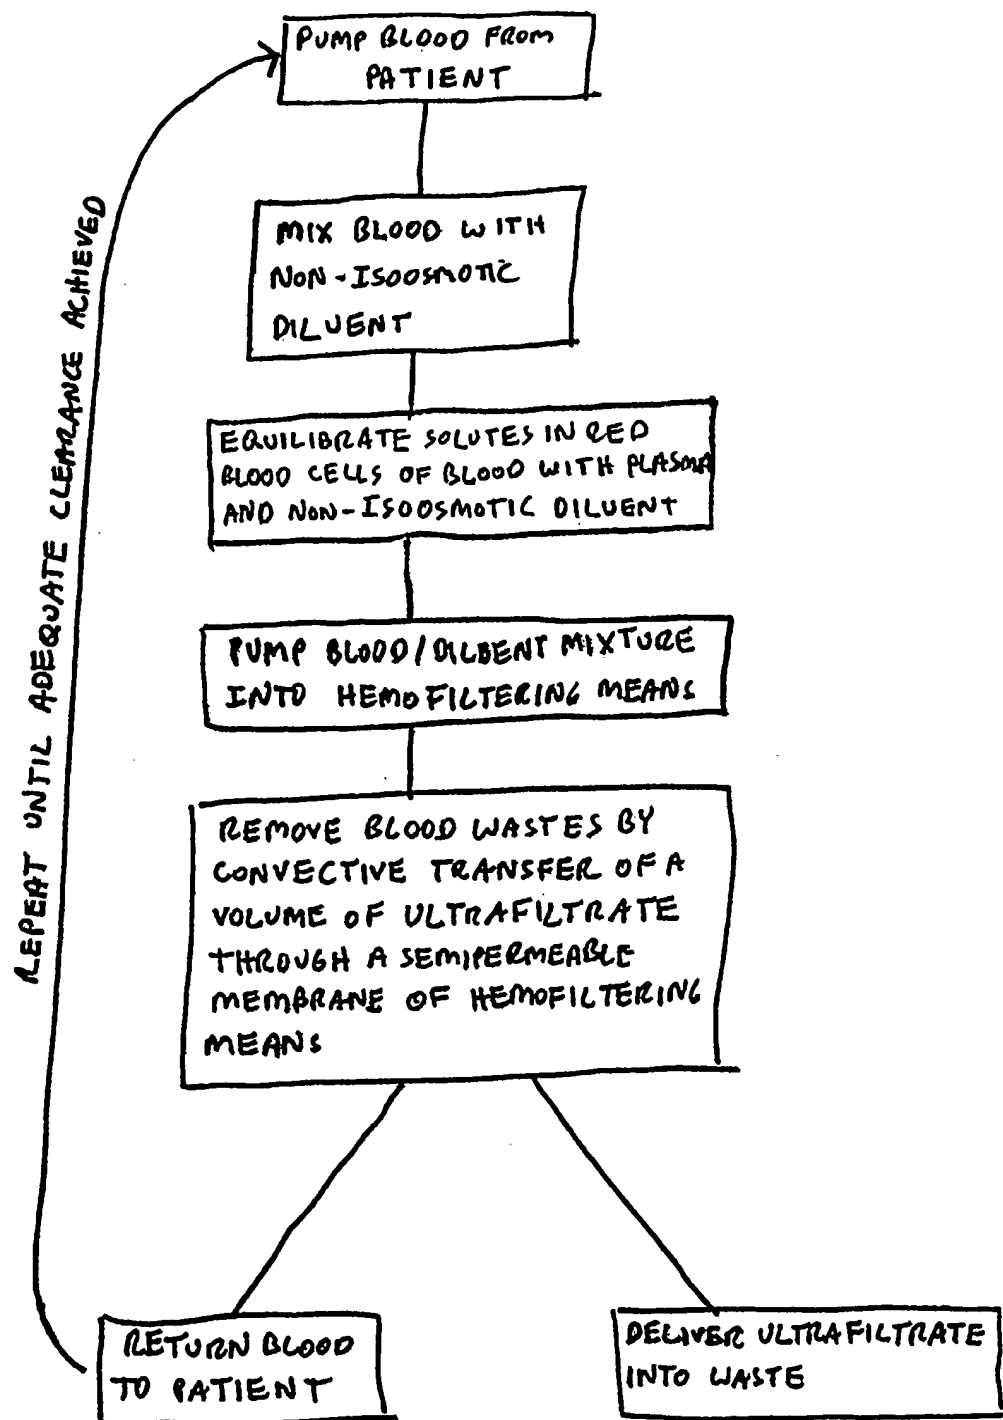 PUMP BLOOD FROM
PATIENT
MIX BLOOD WITH
NON-ISOOSMOTIC
DILUENT
EQUILIBRATE SOLUTES IN RED
BLOOD CELLS OF BLOOD WITH PLASMA
AND NON-ISOOSMOTIC DILUENT
PUMP BLOOD/DILBENT MIXTURE
INTO HEMOFILTERING MEANS
REMOVE BLOOD WASTES BY
CONVECTIVE TRANSFER OF A
VOLUME OF ULTRAFILTRATE
THROUGH A SEMIPERMEABLE
MEMBRANE OF HEMOFILTERING
MEANS
RETURN BLOOD
TO PATIENT
DELIVER ULTRAFILTRATE
INTO WASTE
REPEAT UNTIL ADEQUATE CLEARANCE ACHIEVED